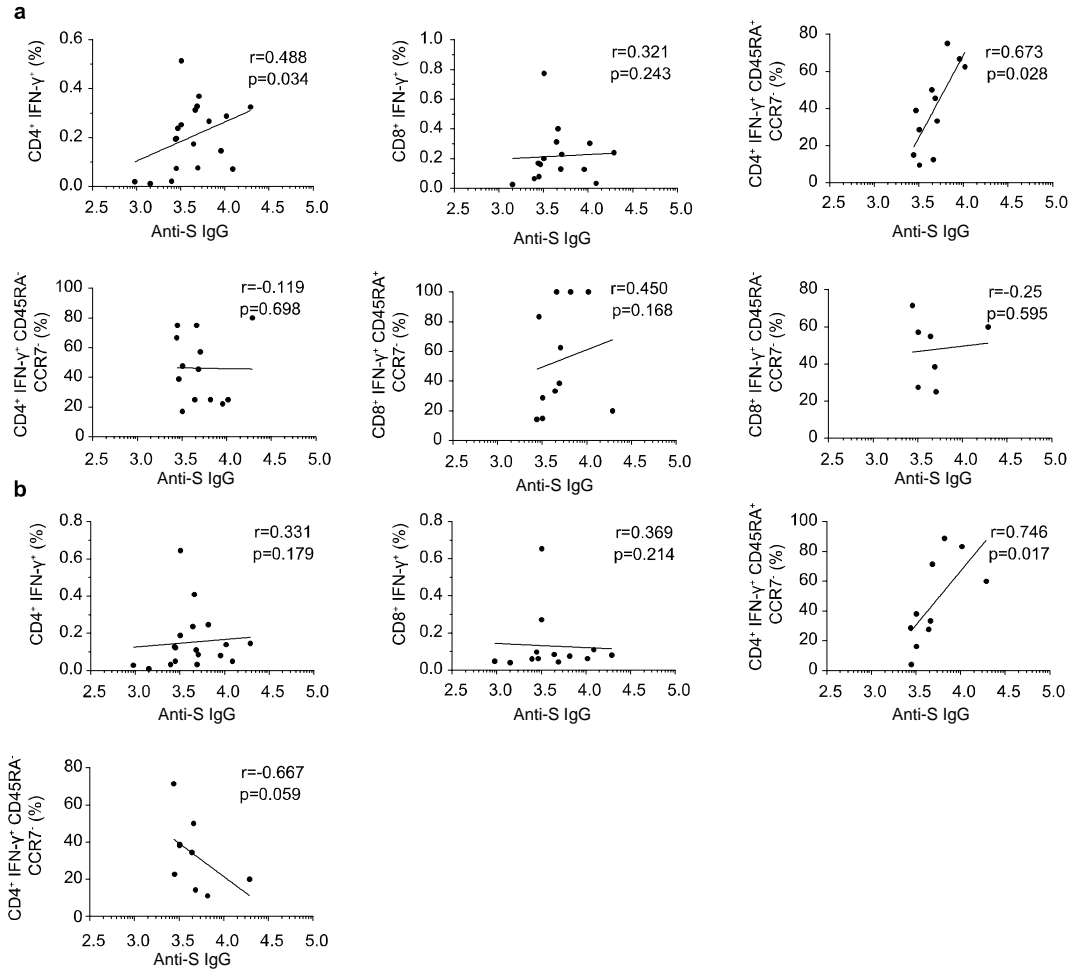 a
CD4⁺ IFN-γ⁺ (%)
0.6
0.4
0.2
0.0
r=0.488
p=0.034
2.5 3.0 3.5 4.0 4.5 5.0
Anti-S IgG
CD8⁺ IFN-γ⁺ (%)
1.0
0.8
0.6
0.4
0.2
0.0
r=0.321
p=0.243
2.5 3.0 3.5 4.0 4.5 5.0
Anti-S IgG
CD4⁺ IFN-γ⁺ CD45RA⁺
CCR7⁻ (%)
80
60
40
20
0
r=0.673
p=0.028
2.5 3.0 3.5 4.0 4.5 5.0
Anti-S IgG
CD4⁺ IFN-γ⁺ CD45RA⁻
CCR7⁻ (%)
100
80
60
40
20
0
r=-0.119
p=0.698
2.5 3.0 3.5 4.0 4.5 5.0
Anti-S IgG
CD8⁺ IFN-γ⁺ CD45RA⁺
CCR7⁻ (%)
100
80
60
40
20
0
r=0.450
p=0.168
2.5 3.0 3.5 4.0 4.5 5.0
Anti-S IgG
CD8⁺ IFN-γ⁺ CD45RA⁻
CCR7⁻ (%)
80
60
40
20
0
r=-0.25
p=0.595
2.5 3.0 3.5 4.0 4.5 5.0
Anti-S IgG
b
CD4⁺ IFN-γ⁺ (%)
0.8
0.6
0.4
0.2
0.0
r=0.331
p=0.179
2.5 3.0 3.5 4.0 4.5 5.0
Anti-S IgG
CD8⁺ IFN-γ⁺ (%)
0.8
0.6
0.4
0.2
0.0
r=0.369
p=0.214
2.5 3.0 3.5 4.0 4.5 5.0
Anti-S IgG
CD4⁺ IFN-γ⁺ CD45RA⁺
CCR7⁻ (%)
100
80
60
40
20
0
r=0.746
p=0.017
2.5 3.0 3.5 4.0 4.5 5.0
Anti-S IgG
CD4⁺ IFN-γ⁺ CD45RA⁻
CCR7⁻ (%)
80
60
40
20
0
r=-0.667
p=0.059
2.5 3.0 3.5 4.0 4.5 5.0
Anti-S IgG